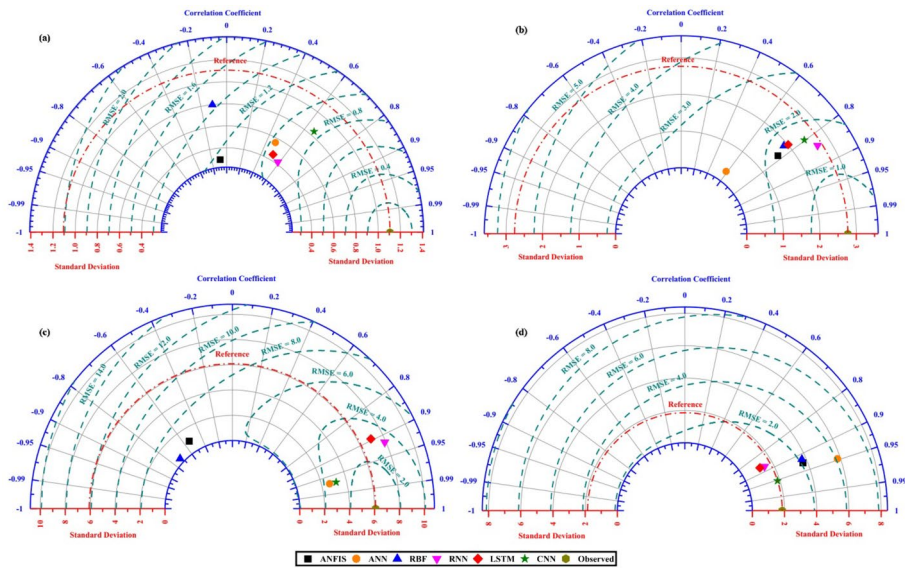 Correlation Coefficient
(a)
-0.6 -0.4 -0.2 0 0.2 0.4 0.6
-0.8 0.8
-0.9 0.9
-0.95 0.95
-0.99 0.99
-1 1
Reference
RMSE = 2.0
RMSE = 1.6
RMSE = 1.2
RMSE = 0.8
RMSE = 0.4
1.4 1.2 1.0 0.8 0.6 0.4
0.4 0.6 0.8 1.0 1.2 1.4
Standard Deviation Standard Deviation
Correlation Coefficient
(b)
-0.6 -0.4 -0.2 0 0.2 0.4 0.6
-0.8 0.8
-0.9 0.9
-0.95 0.95
-0.99 0.99
-1 1
Reference
RMSE = 5.0
RMSE = 4.0
RMSE = 3.0
RMSE = 2.0
RMSE = 1.0
3 2 1 0
0 1 2 3
Standard Deviation Standard Deviation
Correlation Coefficient
(c)
-0.6 -0.4 -0.2 0 0.2 0.4 0.6
-0.8 0.8
-0.9 0.9
-0.95 0.95
-0.99 0.99
-1 1
Reference
RMSE = 14.0
RMSE = 12.0
RMSE = 10.0
RMSE = 8.0
RMSE = 6.0
RMSE = 4.0
RMSE = 2.0
10 8 6 4 2 0
0 2 4 6 8 10
Standard Deviation Standard Deviation
Correlation Coefficient
(d)
-0.6 -0.4 -0.2 0 0.2 0.4 0.6
-0.8 0.8
-0.9 0.9
-0.95 0.95
-0.99 0.99
-1 1
Reference
RMSE = 8.0
RMSE = 6.0
RMSE = 4.0
RMSE = 2.0
8 6 4 2 0
0 2 4 6 8
Standard Deviation Standard Deviation
ANFIS ANN RBF RNN LSTM CNN Observed